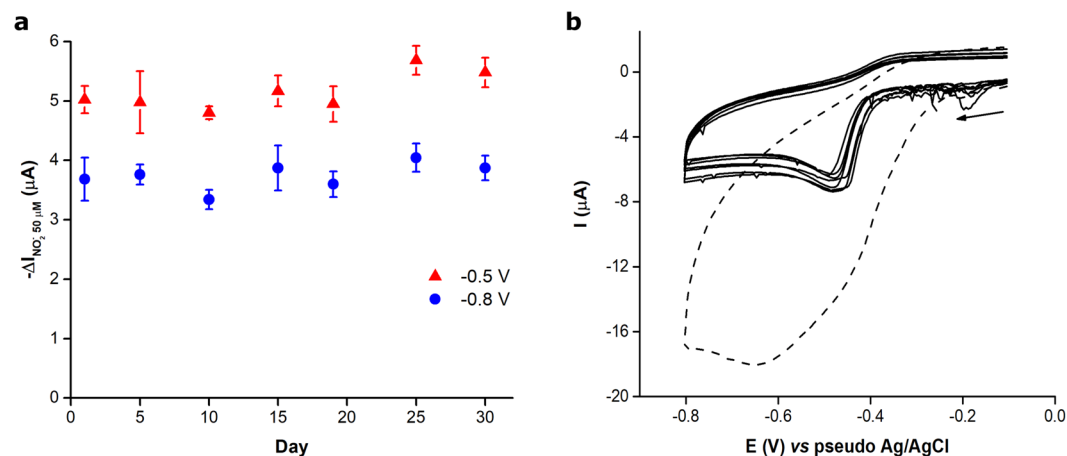 a
6
5
4
3
2
1
0
-ΔI NO₂⁻ 50 μM (μA)
-0.5 V
-0.8 V
0 5 10 15 20 25 30
Day
b
0
-4
-8
-12
-16
-20
I (μA)
-0.8 -0.6 -0.4 -0.2 0.0
E (V) vs pseudo Ag/AgCl